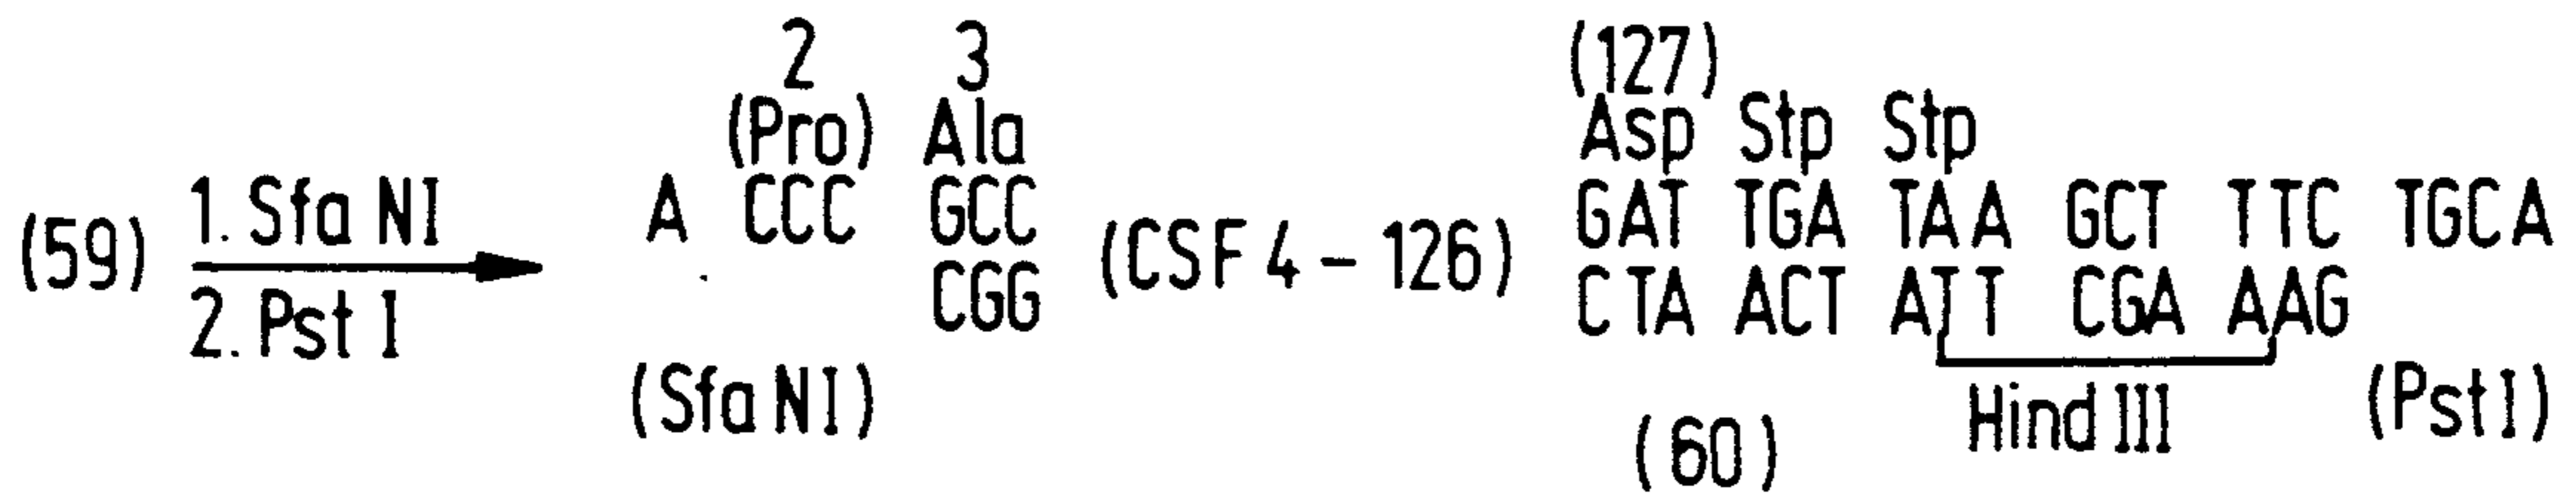 2 3 (127)
(Pro) Ala Asp Stp Stp
(59) 1. Sfa NI A CCC GCC (CSF 4 – 126) GAT TGA TAA GCT TTC TGCA
2. Pst I CGG CTA ACT ATT CGA AAG
(Sfa NI) (60) Hind III (Pst I)